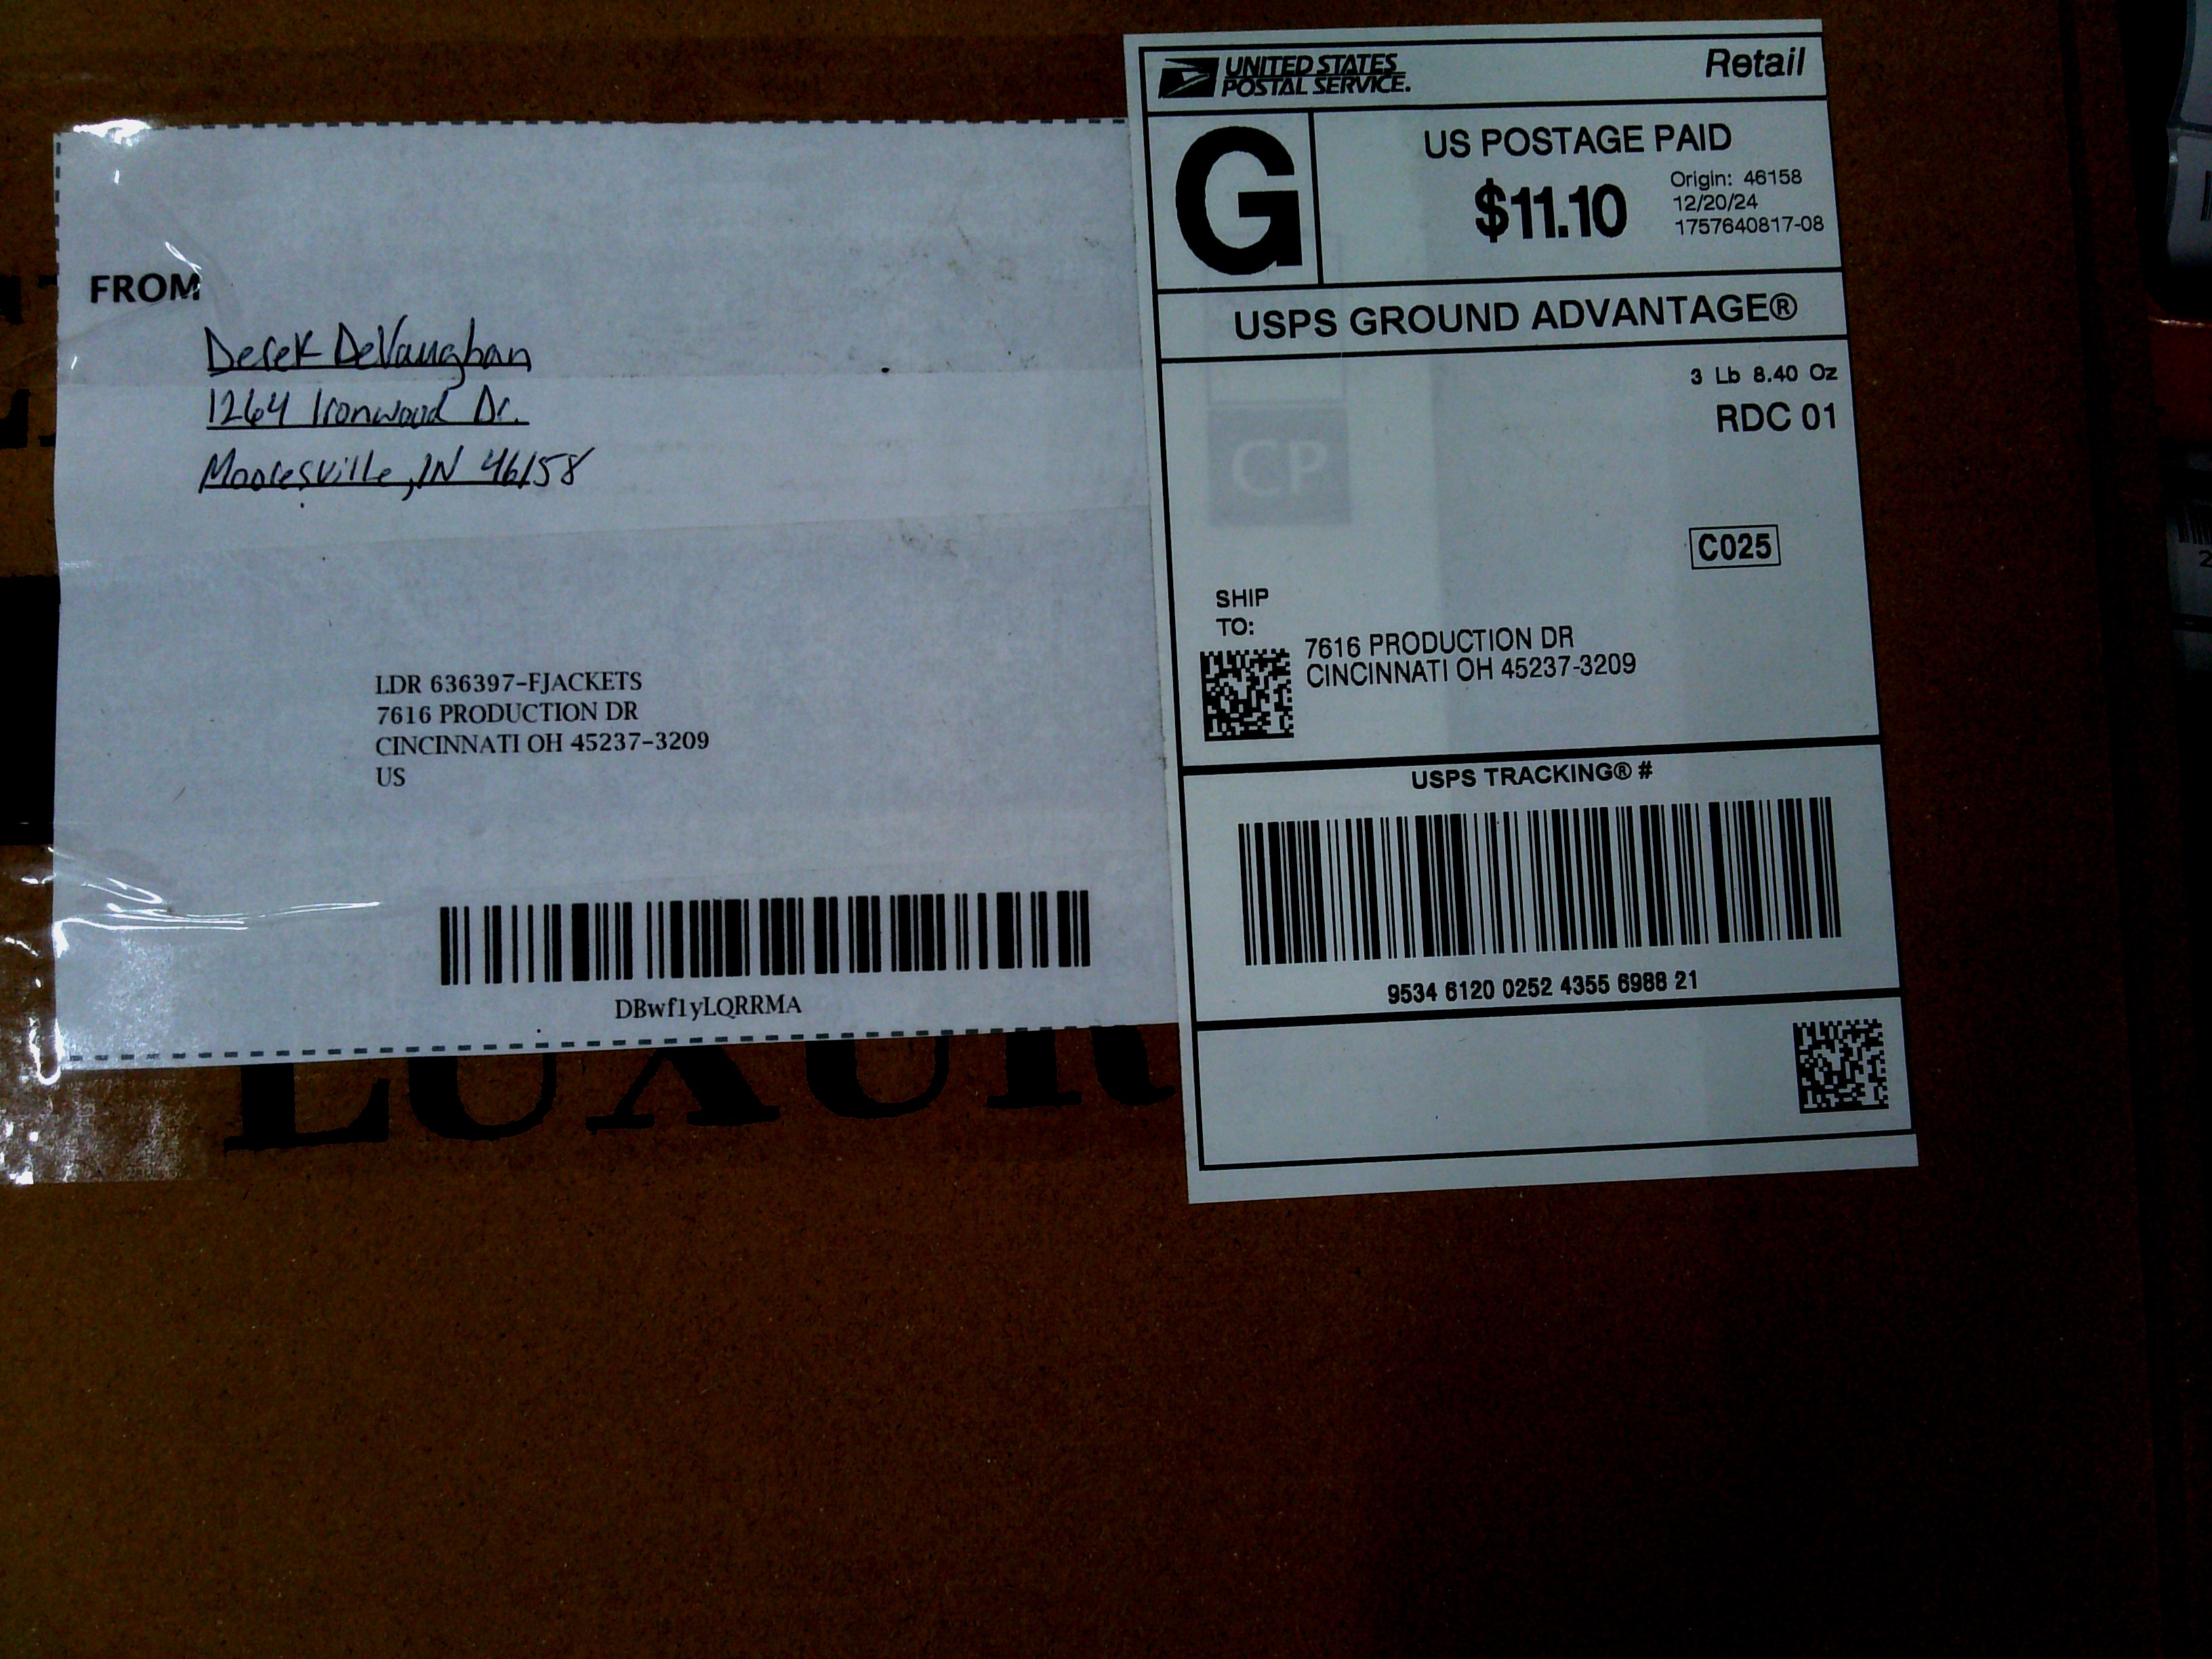 FROM
Derek DeVaughan
1264 Ironwood Dr.
Mooresville, IN 46158
LDR 636397-FJACKETS
7616 PRODUCTION DR
CINCINNATI OH 45237-3209
US
DBwf1yLQRRMA
LUXUR
UNITED STATES
POSTAL SERVICE.
Retail
G
US POSTAGE PAID
$11.10
Origin: 46158
12/20/24
1757640817-08
USPS GROUND ADVANTAGE®
3 Lb 8.40 Oz
RDC 01
CP
C025
SHIP
TO:
7616 PRODUCTION DR
CINCINNATI OH 45237-3209
USPS TRACKING® #
9534 6120 0252 4355 6988 21